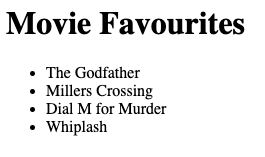 Movie Favourites
The Godfather
Millers Crossing
Dial M for Murder
Whiplash